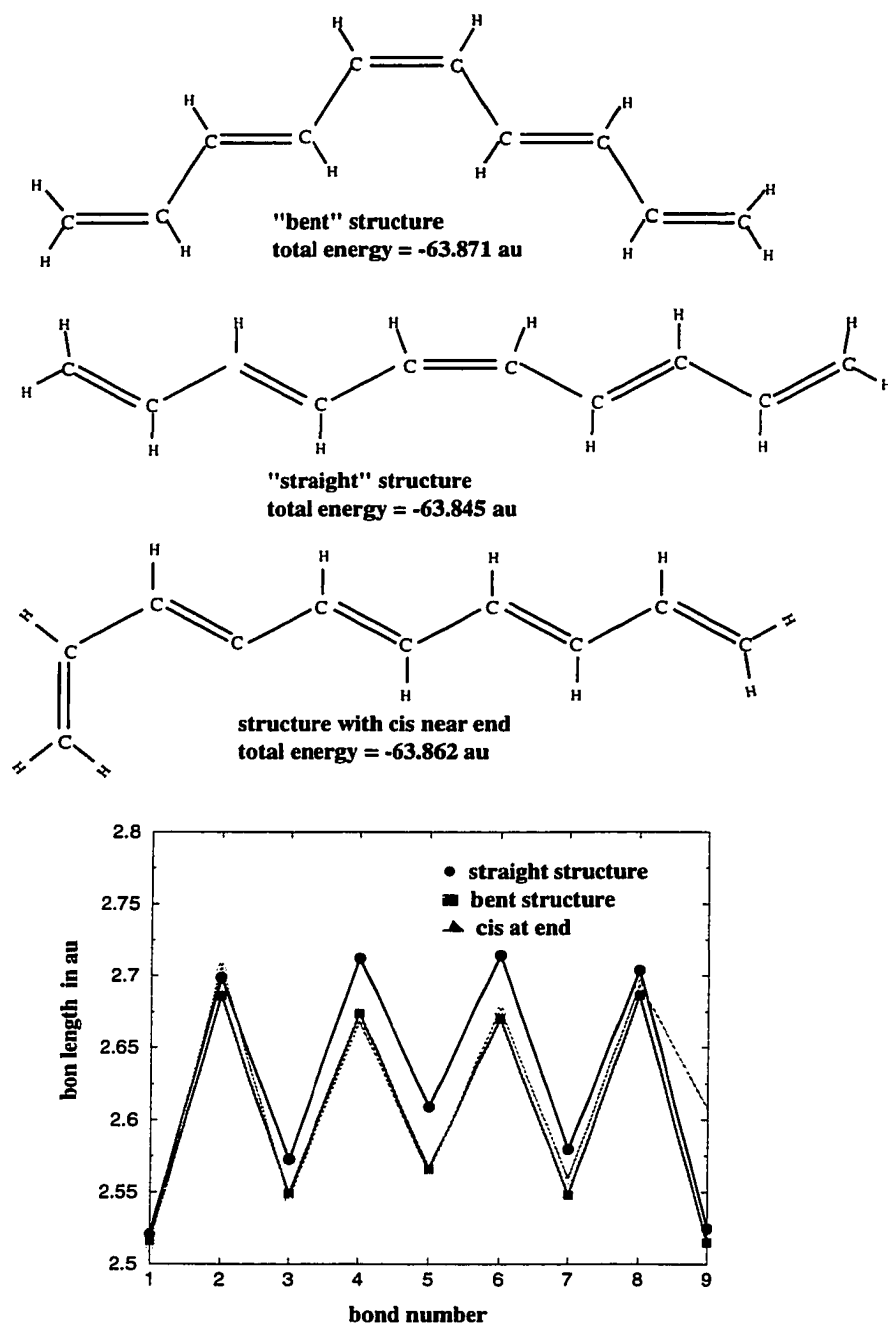 H H
C C
H H
C C C C
H H
H H
C C C C
H H H H
"bent" structure
total energy = -63.871 au
H H H H H H
C C C C C
H H
C C C C
H H H H
"straight" structure
total energy = -63.845 au
H H H H
C C C C
H H
C C C C C
H H H
C
H H
structure with cis near end
total energy = -63.862 au
2.8
2.75
2.7
2.65
2.6
2.55
2.5
bon length in au
straight structure
bent structure
cis at end
1 2 3 4 5 6 7 8 9
bond number